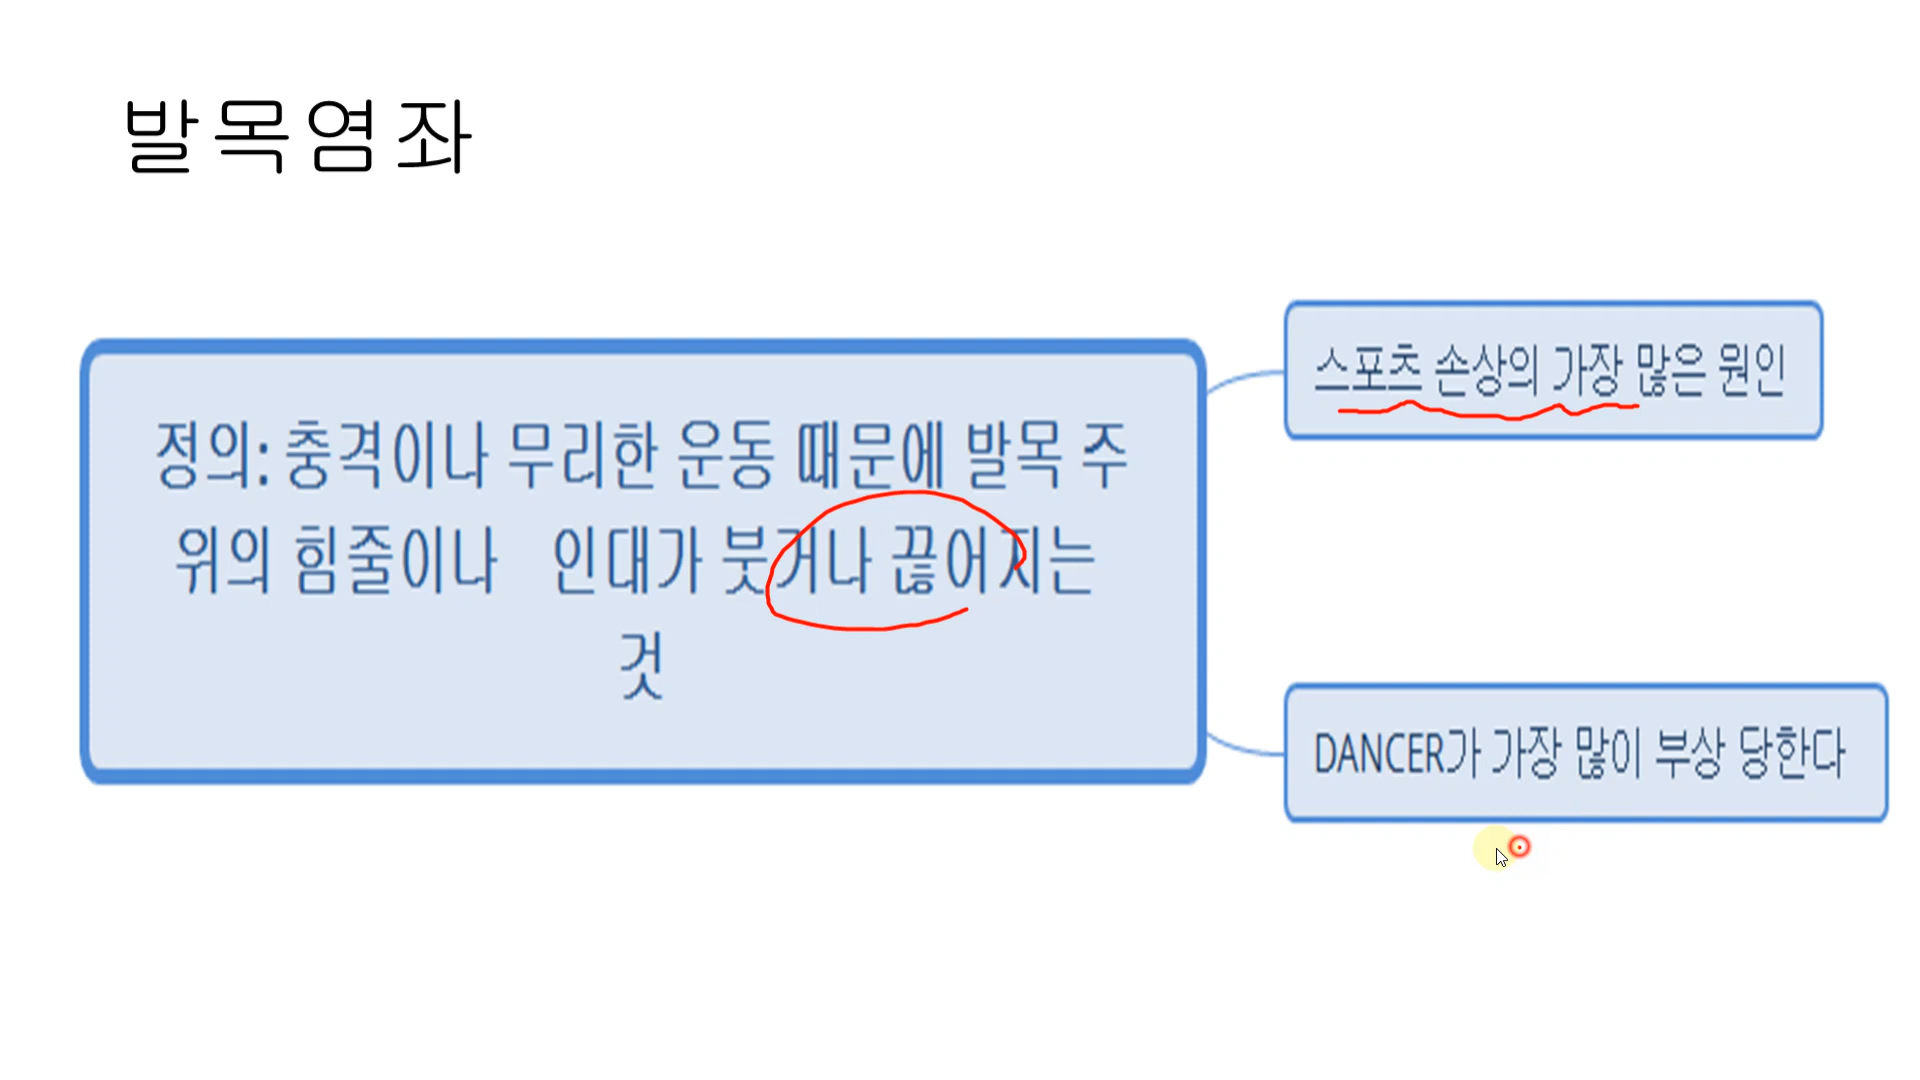 발목염좌
정의: 충격이나 무리한 운동 때문에 발목 주
위의 힘줄이나 인대가 붓거나 끊어지는
것
스포츠 손상의 가장 많은 원인
DANCER가 가장 많이 부상 당한다